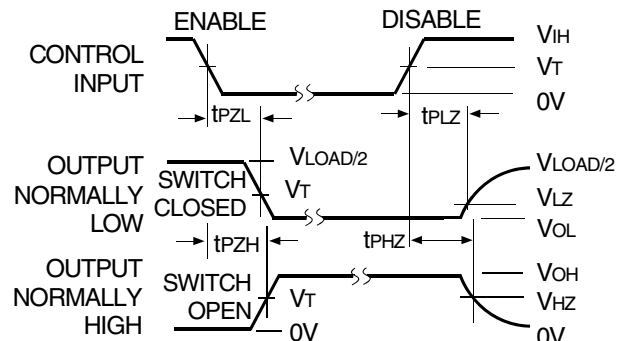 ENABLE
DISABLE
CONTROL
INPUT
VIH
VT
0V
tPZL
tPLZ
OUTPUT
NORMALLY
LOW
SWITCH
CLOSED
VLOAD/2
VT
VLOAD/2
VLZ
VOL
tPZH
tPHZ
OUTPUT
NORMALLY
HIGH
SWITCH
OPEN
VT
0V
VOH
VHZ
0V